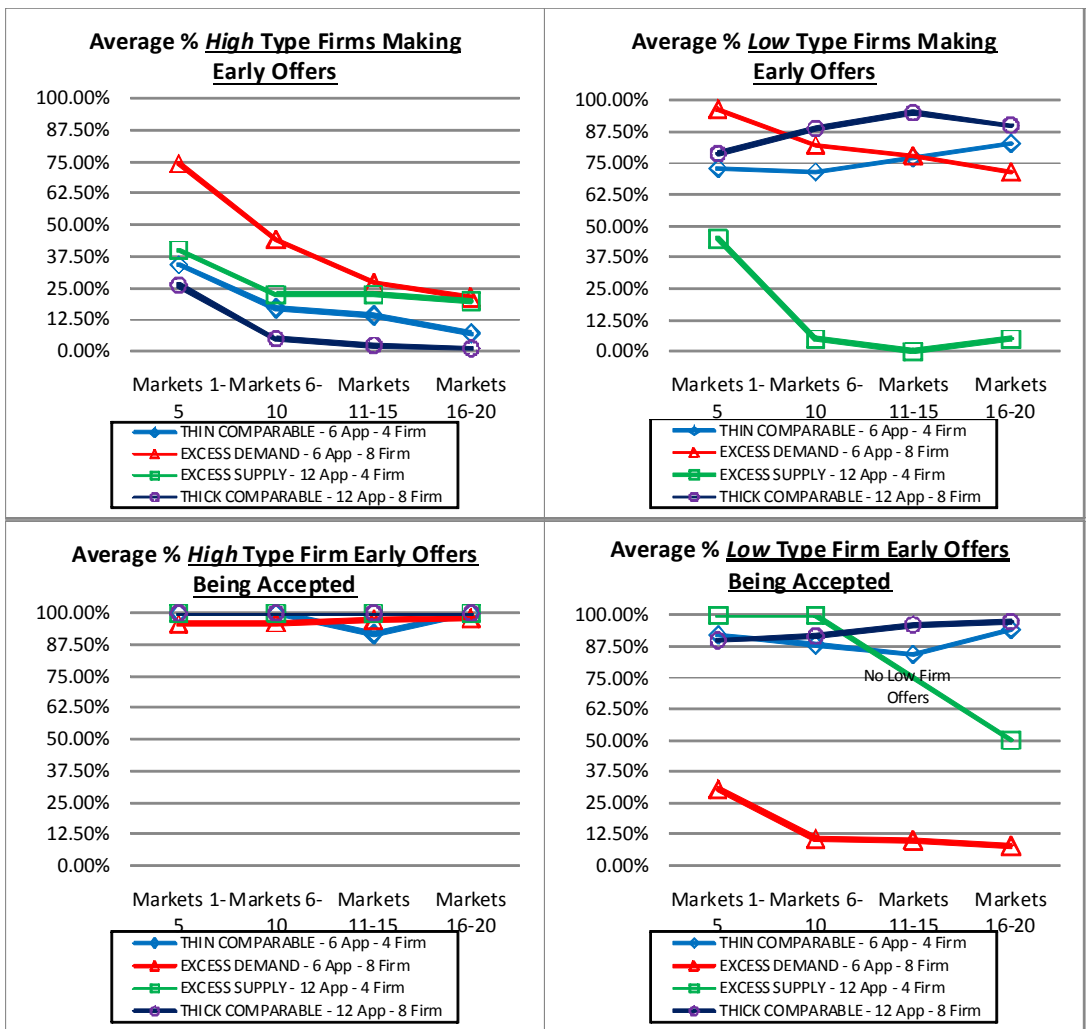 Average % High Type Firms Making
Early Offers
100.00%
87.50%
75.00%
62.50%
50.00%
37.50%
25.00%
12.50%
0.00%
Markets 1- Markets 6- Markets Markets
5 10 11-15 16-20
THIN COMPARABLE - 6 App - 4 Firm
EXCESS DEMAND - 6 App - 8 Firm
EXCESS SUPPLY - 12 App - 4 Firm
THICK COMPARABLE - 12 App - 8 Firm
Average % Low Type Firms Making
Early Offers
100.00%
87.50%
75.00%
62.50%
50.00%
37.50%
25.00%
12.50%
0.00%
Markets 1- Markets 6- Markets Markets
5 10 11-15 16-20
THIN COMPARABLE - 6 App - 4 Firm
EXCESS DEMAND - 6 App - 8 Firm
EXCESS SUPPLY - 12 App - 4 Firm
THICK COMPARABLE - 12 App - 8 Firm
Average % High Type Firm Early Offers
Being Accepted
100.00%
87.50%
75.00%
62.50%
50.00%
37.50%
25.00%
12.50%
0.00%
Markets 1- Markets 6- Markets Markets
5 10 11-15 16-20
THIN COMPARABLE - 6 App - 4 Firm
EXCESS DEMAND - 6 App - 8 Firm
EXCESS SUPPLY - 12 App - 4 Firm
THICK COMPARABLE - 12 App - 8 Firm
Average % Low Type Firm Early Offers
Being Accepted
100.00%
87.50%
75.00%
62.50%
50.00%
37.50%
25.00%
12.50%
0.00%
No Low Firm
Offers
Markets 1- Markets 6- Markets Markets
5 10 11-15 16-20
THIN COMPARABLE - 6 App - 4 Firm
EXCESS DEMAND - 6 App - 8 Firm
EXCESS SUPPLY - 12 App - 4 Firm
THICK COMPARABLE - 12 App - 8 Firm